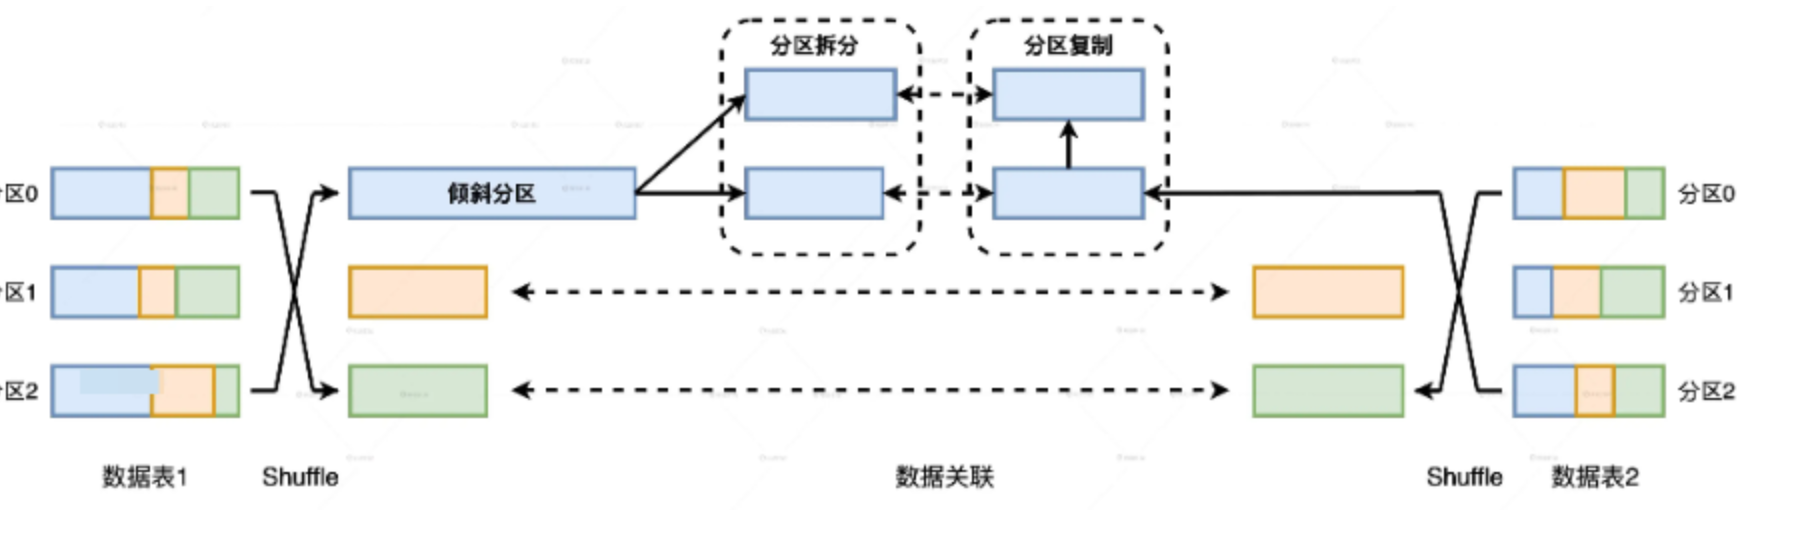 分区拆分
分区复制
区0
倾斜分区
分区0
区1
分区1
区2
分区2
数据表1
Shuffle
数据关联
Shuffle
数据表2